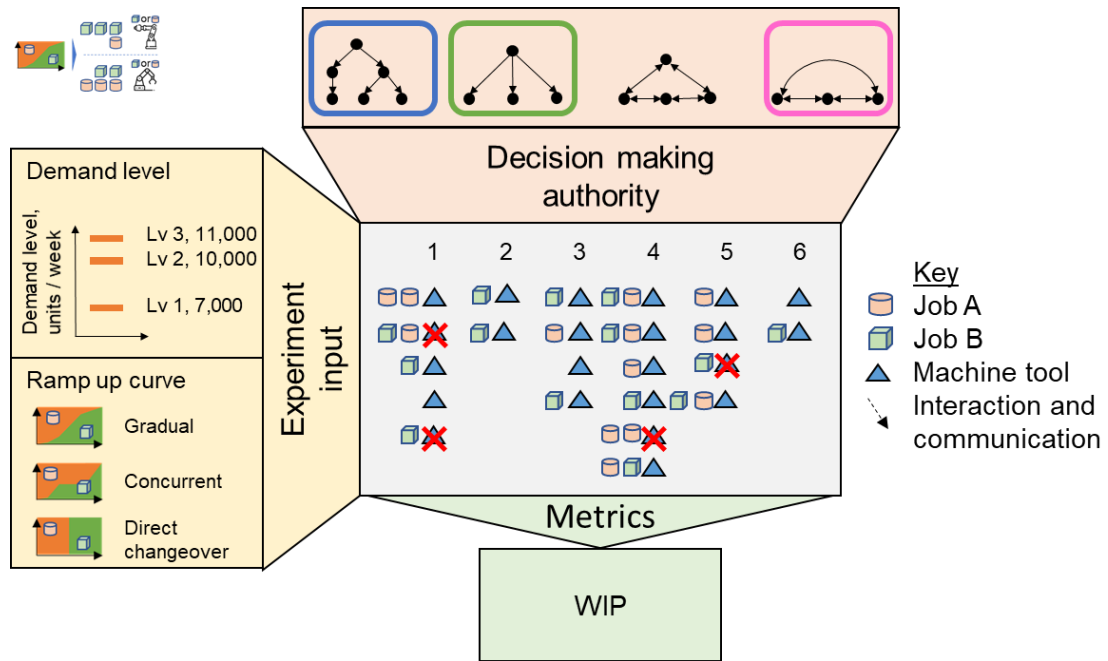 or
or
Decision making
authority
Demand level
Demand level,
units / week
Lv 3, 11,000
Lv 2, 10,000
Lv 1, 7,000
Ramp up curve
Gradual
Concurrent
Direct
changeover
Experiment
input
1 2 3 4 5 6
Key
Job A
Job B
Machine tool
Interaction and
communication
Metrics
WIP